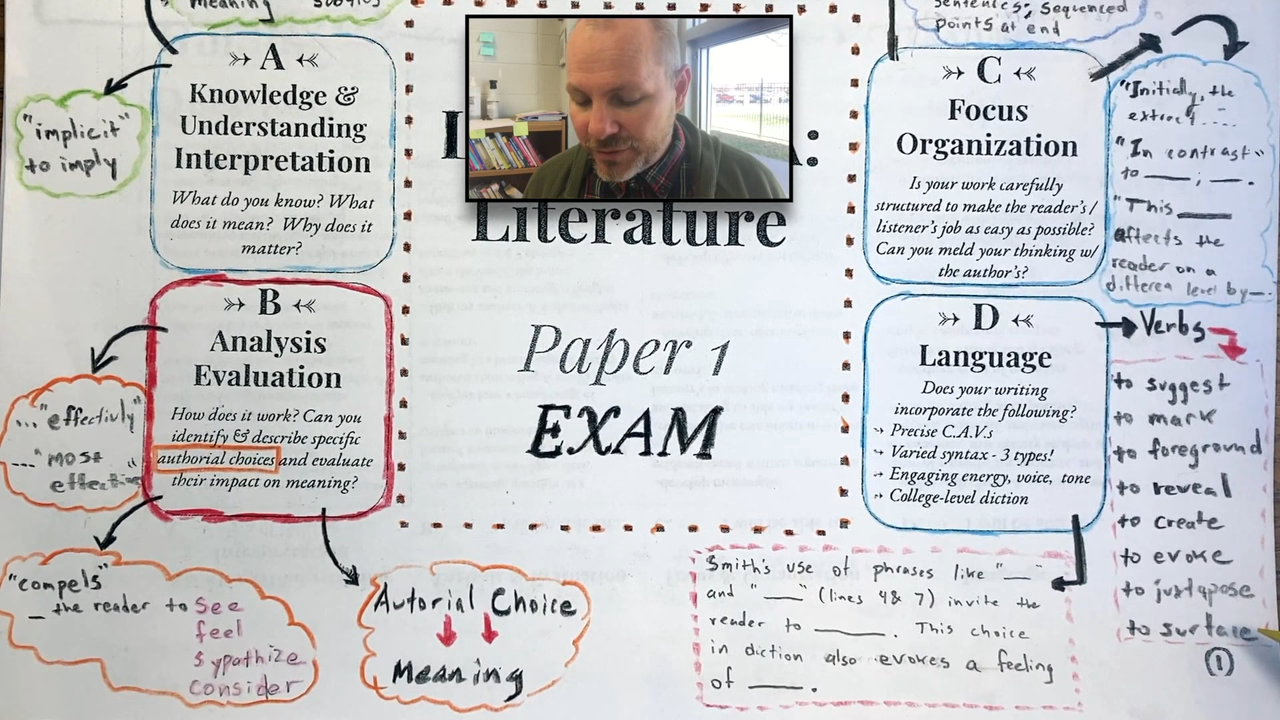 meaning
sentences; sequenced
points at end
A
Knowledge &
Understanding
Interpretation
What do you know? What
does it mean? Why does it
matter?
"implicit"
to imply
B
Analysis
Evaluation
How does it work? Can you
identify & describe specific
authorial choices and evaluate
their impact on meaning?
..."effectivly"
..."most
"compels"
_ the reader to see
feel
sypathize
consider
Autorial Choice
Meaning
Literature
Paper 1
EXAM
C
Focus
Organization
Is your work carefully
structured to make the reader's /
listener's job as easy as possible?
Can you meld your thinking w/
the author's?
"Initially, the
"In contrast"
to ___; __.
"This ___
affects the
reader on a
level by—
D
Language
Does your writing
incorporate the following?
Precise C.A.V.s
Varied syntax - 3 types!
Engaging energy, voice, tone
College-level diction
Verbs
to suggest
to mark
to foreground
to reveal
to create
to evoke
to juxtapose
to surface
1
Smith's use of phrases like "__"
and "___" (lines 4 & 7) invite the
reader to ____. This choice
in diction also evokes a feeling
of ___.